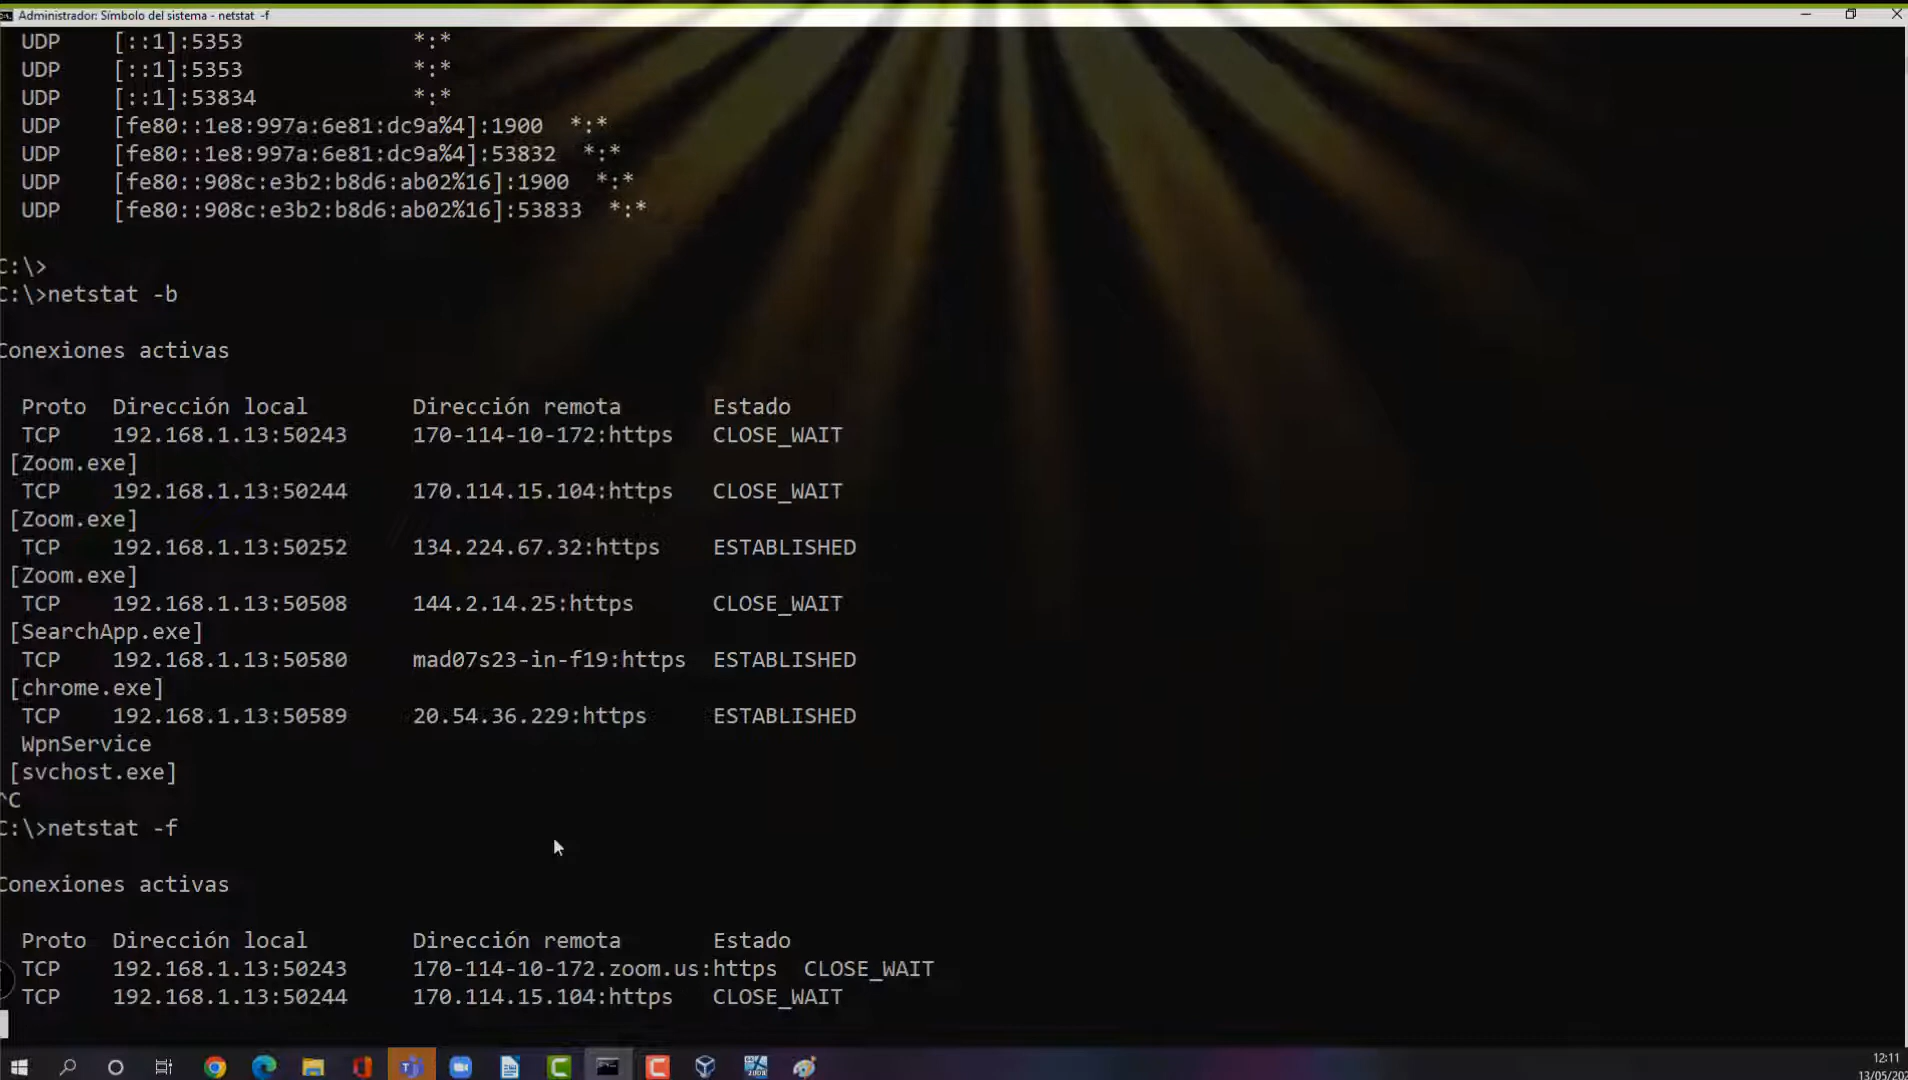 Administrador: Símbolo del sistema - netstat -f
UDP [::1]:5353 *:*
UDP [::1]:5353 *:*
UDP [::1]:53834 *:*
UDP [fe80::1e8:997a:6e81:dc9a%4]:1900 *:*
UDP [fe80::1e8:997a:6e81:dc9a%4]:53832 *:*
UDP [fe80::908c:e3b2:b8d6:ab02%16]:1900 *:*
UDP [fe80::908c:e3b2:b8d6:ab02%16]:53833 *:*
C:\>
C:\>netstat -b
Conexiones activas
Proto Dirección local Dirección remota Estado
TCP 192.168.1.13:50243 170-114-10-172:https CLOSE_WAIT
[Zoom.exe]
TCP 192.168.1.13:50244 170.114.15.104:https CLOSE_WAIT
[Zoom.exe]
TCP 192.168.1.13:50252 134.224.67.32:https ESTABLISHED
[Zoom.exe]
TCP 192.168.1.13:50508 144.2.14.25:https CLOSE_WAIT
[SearchApp.exe]
TCP 192.168.1.13:50580 mad07s23-in-f19:https ESTABLISHED
[chrome.exe]
TCP 192.168.1.13:50589 20.54.36.229:https ESTABLISHED
WpnService
[svchost.exe]
^C
C:\>netstat -f
Conexiones activas
Proto Dirección local Dirección remota Estado
TCP 192.168.1.13:50243 170-114-10-172.zoom.us:https CLOSE_WAIT
TCP 192.168.1.13:50244 170.114.15.104:https CLOSE_WAIT
12:11
13/05/202